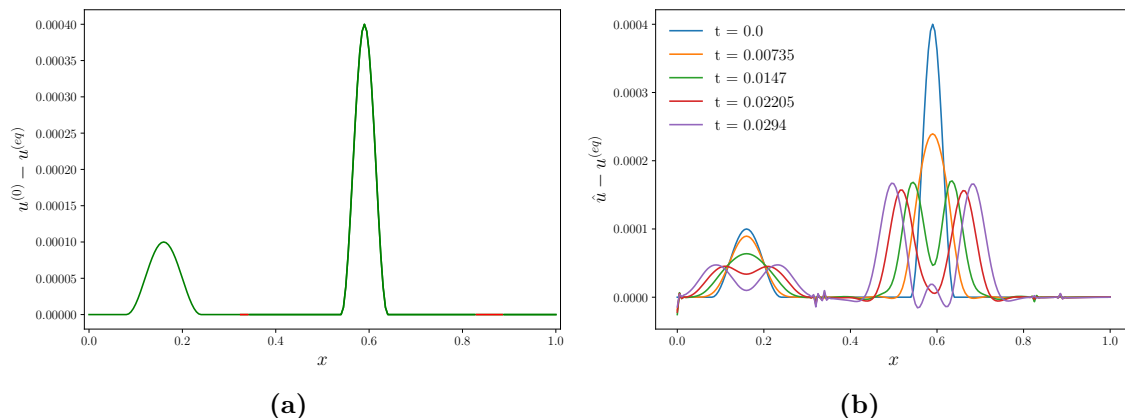 0.00040
0.00035
0.00030
0.00025
0.00020
0.00015
0.00010
0.00005
0.00000
u^{(0)} − u^{(eq)}
0.0 0.2 0.4 0.6 0.8 1.0
x
(a)
0.0004
0.0003
0.0002
0.0001
0.0000
û − u^{(eq)}
t = 0.0
t = 0.00735
t = 0.0147
t = 0.02205
t = 0.0294
0.0 0.2 0.4 0.6 0.8 1.0
x
(b)